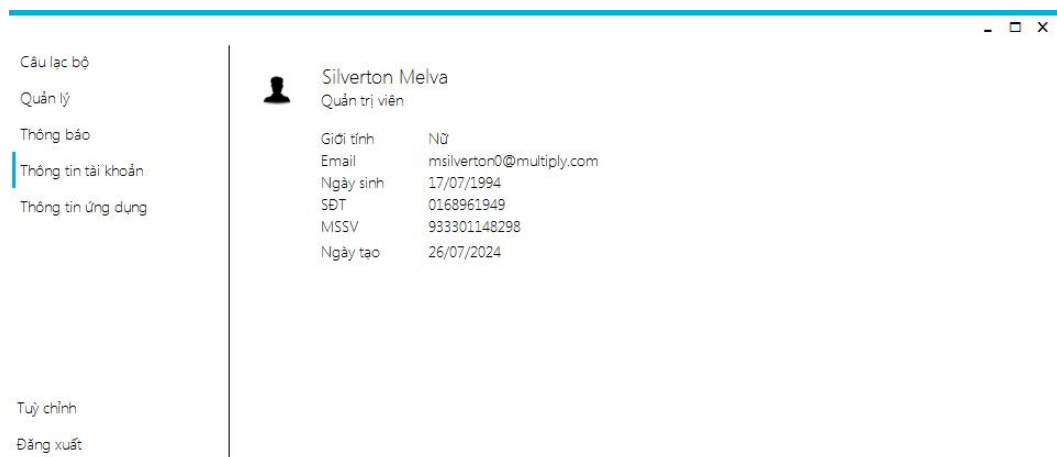 Câu lạc bộ
Quản lý
Thông báo
Thông tin tài khoản
Thông tin ứng dụng
Tuỳ chỉnh
Đăng xuất
Silverton Melva
Quản trị viên
Giới tính Nữ
Email msilverton0@multiply.com
Ngày sinh 17/07/1994
SĐT 0168961949
MSSV 933301148298
Ngày tạo 26/07/2024